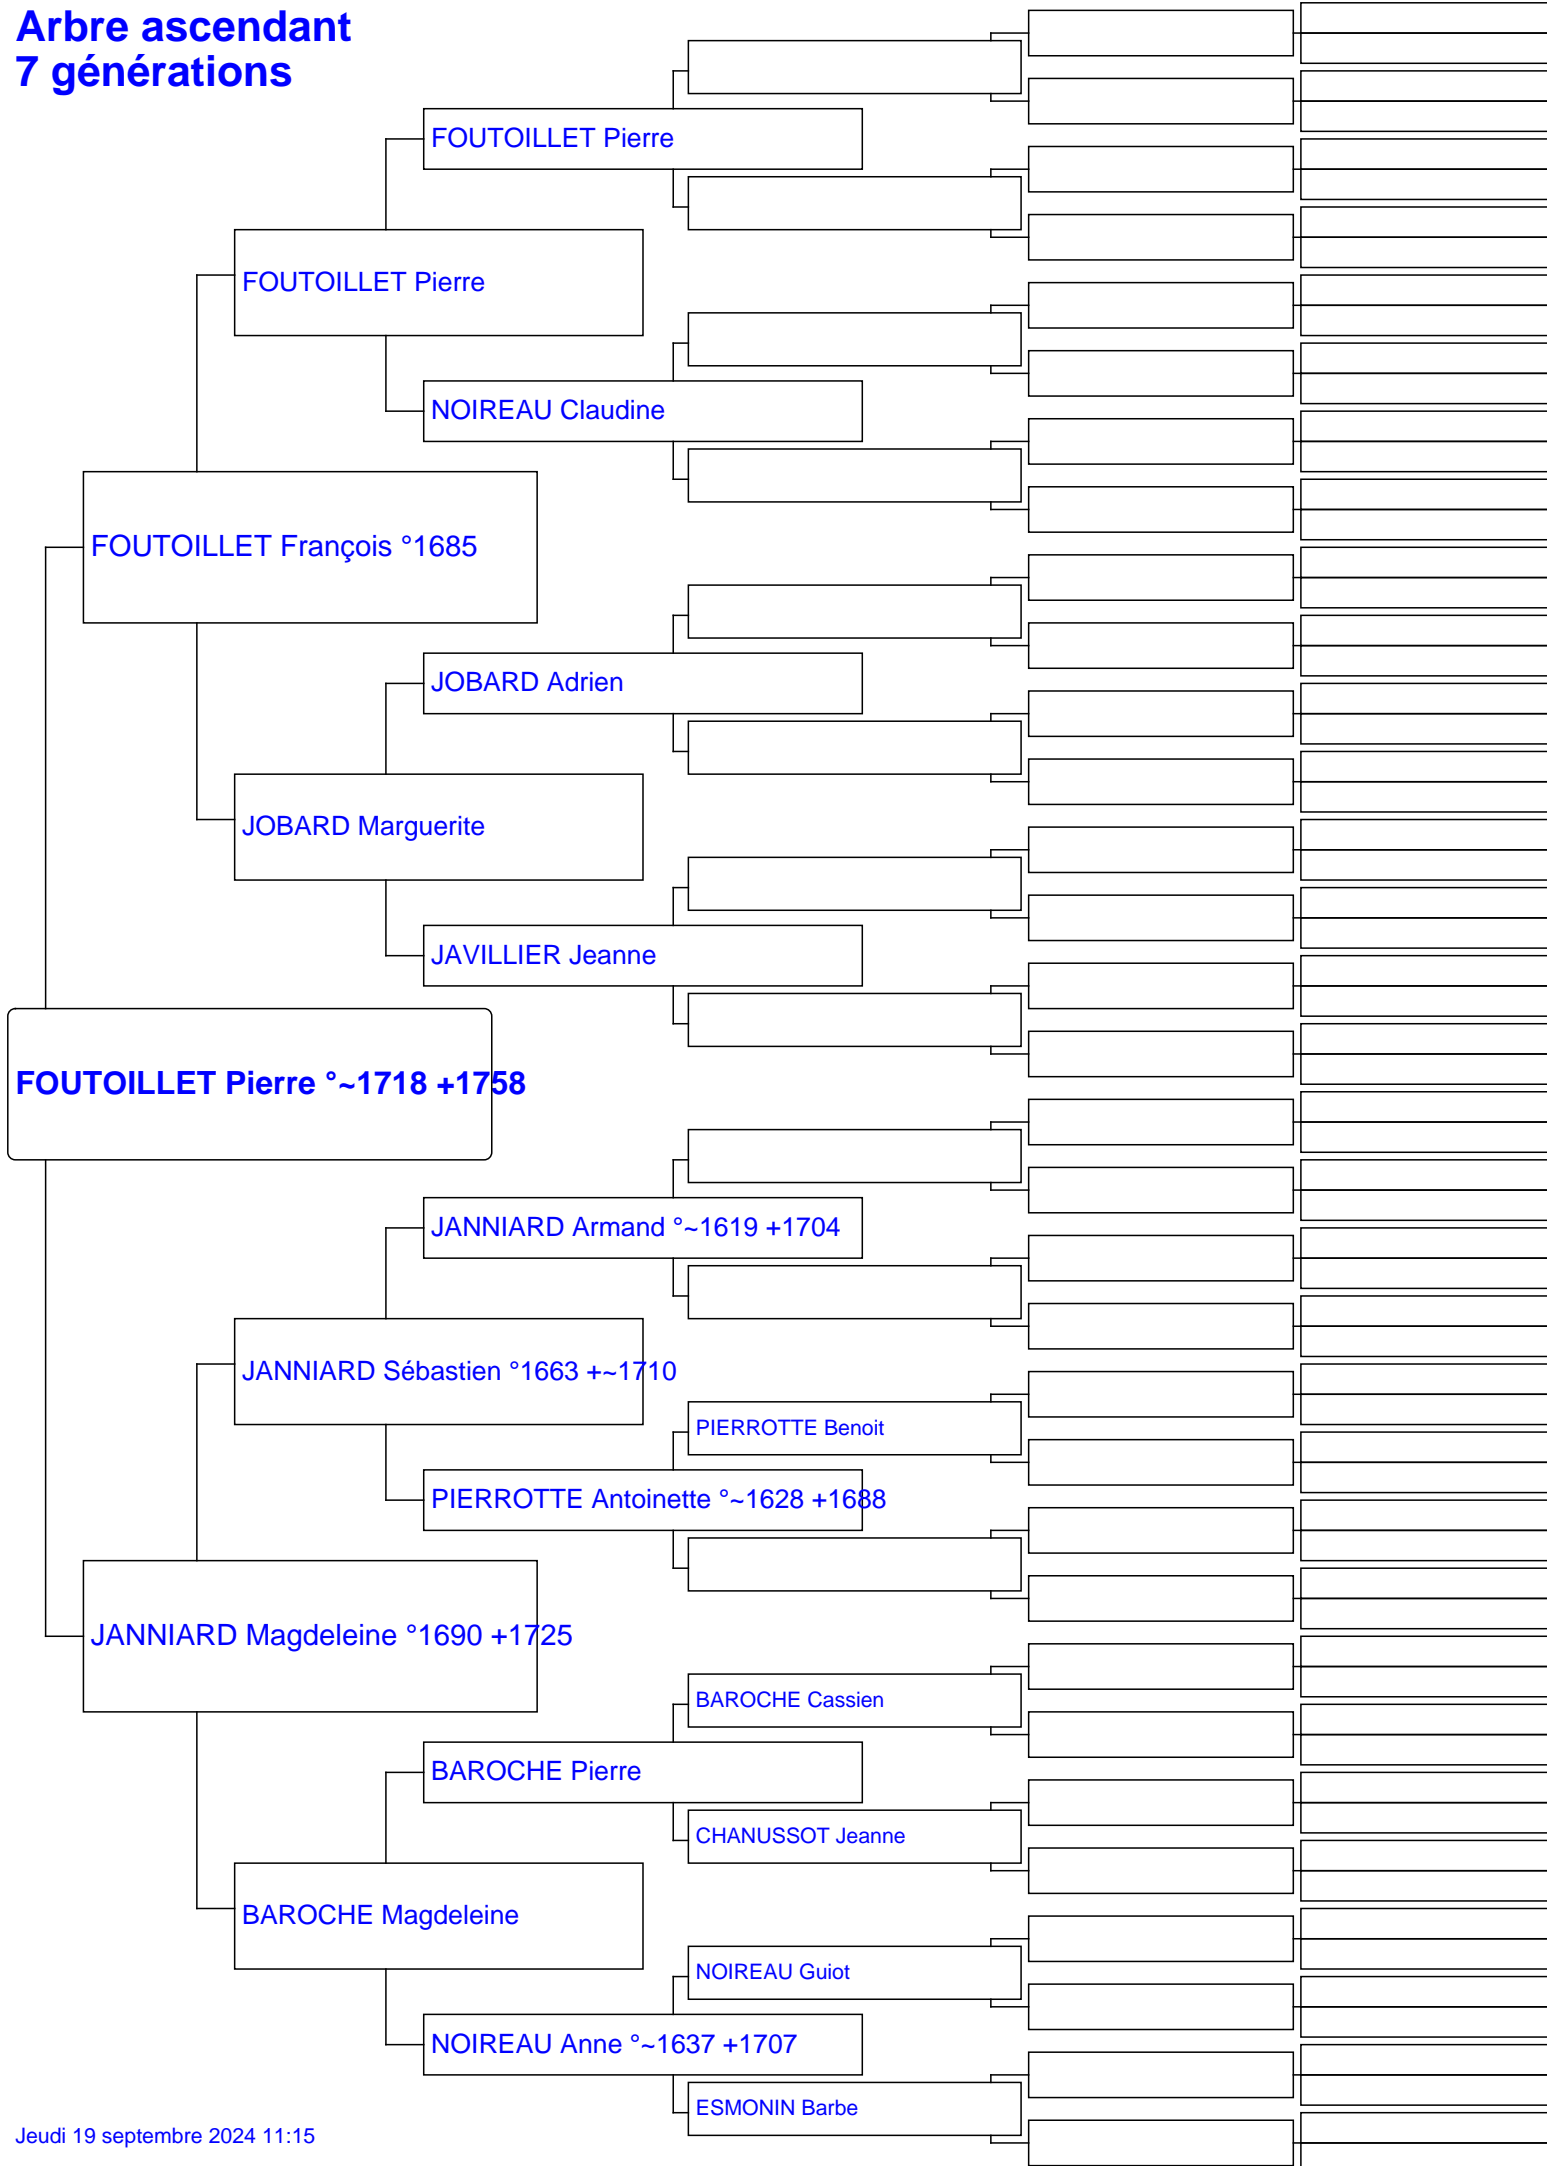 Arbre ascendant
7 générations
FOUTOILLET Pierre
FOUTOILLET Pierre
NOIREAU Claudine
FOUTOILLET François °1685
JOBARD Adrien
JOBARD Marguerite
JAVILLIER Jeanne
FOUTOILLET Pierre °~1718 +1758
JANNIARD Armand °~1619 +1704
JANNIARD Sébastien °1663 +~1710
PIERROTTE Benoit
PIERROTTE Antoinette °~1628 +1688
JANNIARD Magdeleine °1690 +1725
BAROCHE Cassien
BAROCHE Pierre
CHANUSSOT Jeanne
BAROCHE Magdeleine
NOIREAU Guiot
NOIREAU Anne °~1637 +1707
ESMONIN Barbe
Jeudi 19 septembre 2024 11:15